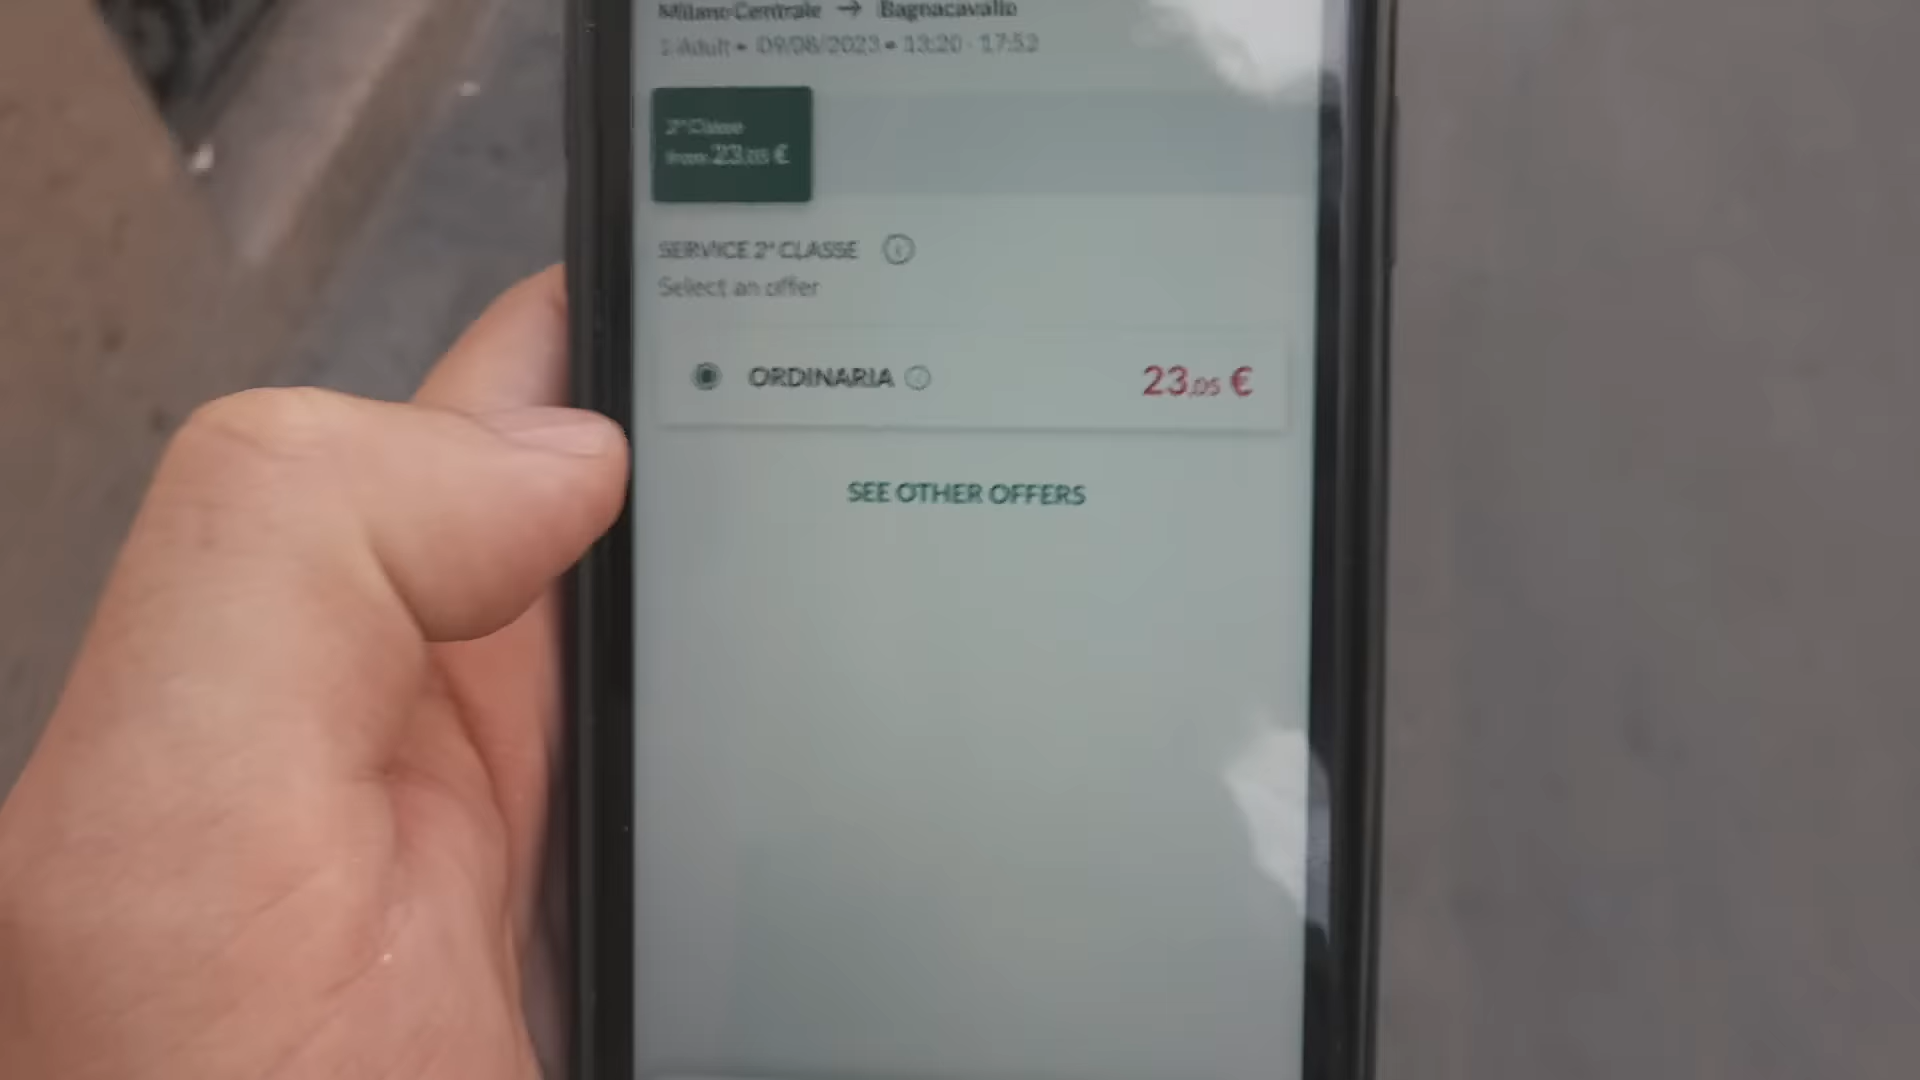 Milano Centrale → Bagnacavallo
1 Adult • 09/08/2023 • 13:20 - 17:52
2ª Classe
from 23,05 €
SERVICE 2ª CLASSE
Select an offer
ORDINARIA 23,05 €
SEE OTHER OFFERS